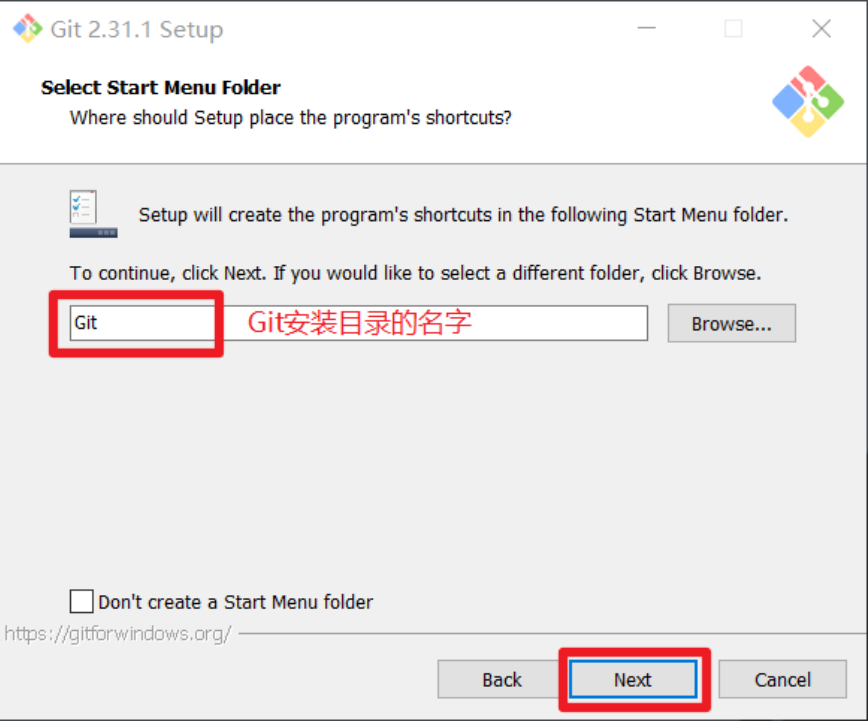 Git 2.31.1 Setup
Select Start Menu Folder
Where should Setup place the program's shortcuts?
Setup will create the program's shortcuts in the following Start Menu folder.
To continue, click Next. If you would like to select a different folder, click Browse.
Git Git安装目录的名字 Browse...
Don't create a Start Menu folder
https://gitforwindows.org/
Back Next Cancel